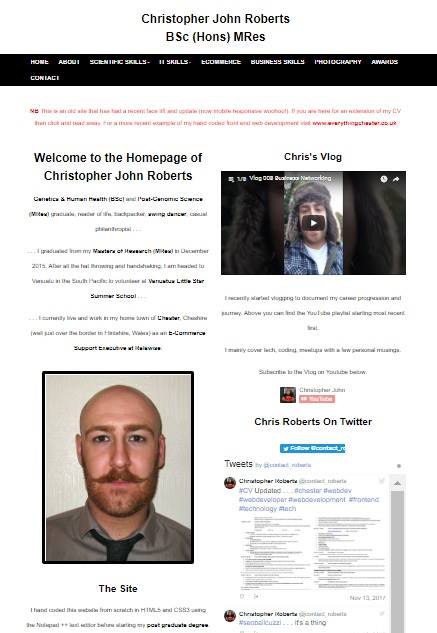 Christopher John Roberts
BSc (Hons) MRes
HOME ABOUT SCIENTIFIC SKILLS IT SKILLS ECOMMERCE BUSINESS SKILLS PHOTOGRAPHY AWARDS
CONTACT
NB: This is an old site that has had a recent face lift and update (now mobile responsive woohoo!). If you are here for an extension of my CV
then click and read away. For a more recent example of my hand coded front end web development visit www.everythingchester.co.uk
Welcome to the Homepage of
Christopher John Roberts
Genetics & Human Health (BSc) and Post-Genomic Science
(MRes) graduate, reader of life, backpacker, swing dancer, casual
philanthropist . . .
. . . I graduated from my Masters of Research (MRes) in December
2015. After all the hat throwing and handshaking, I am headed to
Vanuatu in the South Pacific to volunteer at Venustus Little Star
Summer School . . .
. . . I currently live and work in my home town of Chester, Cheshire
(well just over the border in Flintshire, Wales) as an E-Commerce
Support Executive at Relawise.
The Site
I hand coded this website from scratch in HTML5 and CSS3 using
the Notepad ++ text editor before starting my post graduate degree
Chris's Vlog
1/9 Vlog 008 Business Networking
I recently started vlogging to document my career progression and
journey. Above you can find the YouTube playlist starting most recent
first.
I mainly cover tech, coding, meetups with a few personal musings.
Subscribe to the Vlog on Youtube below.
Christopher John
YouTube
Chris Roberts On Twitter
Follow @contact_ro
Tweets by @contact_roberts
Christopher Roberts @contact_roberts
#CV Updated . . . #chester #webdev
#webdeveloper #webdevelopment #frontend
#technology #tech
Nov 13, 2017
Christopher Roberts @contact_roberts
#seoballcuzzi . . . it's a thing